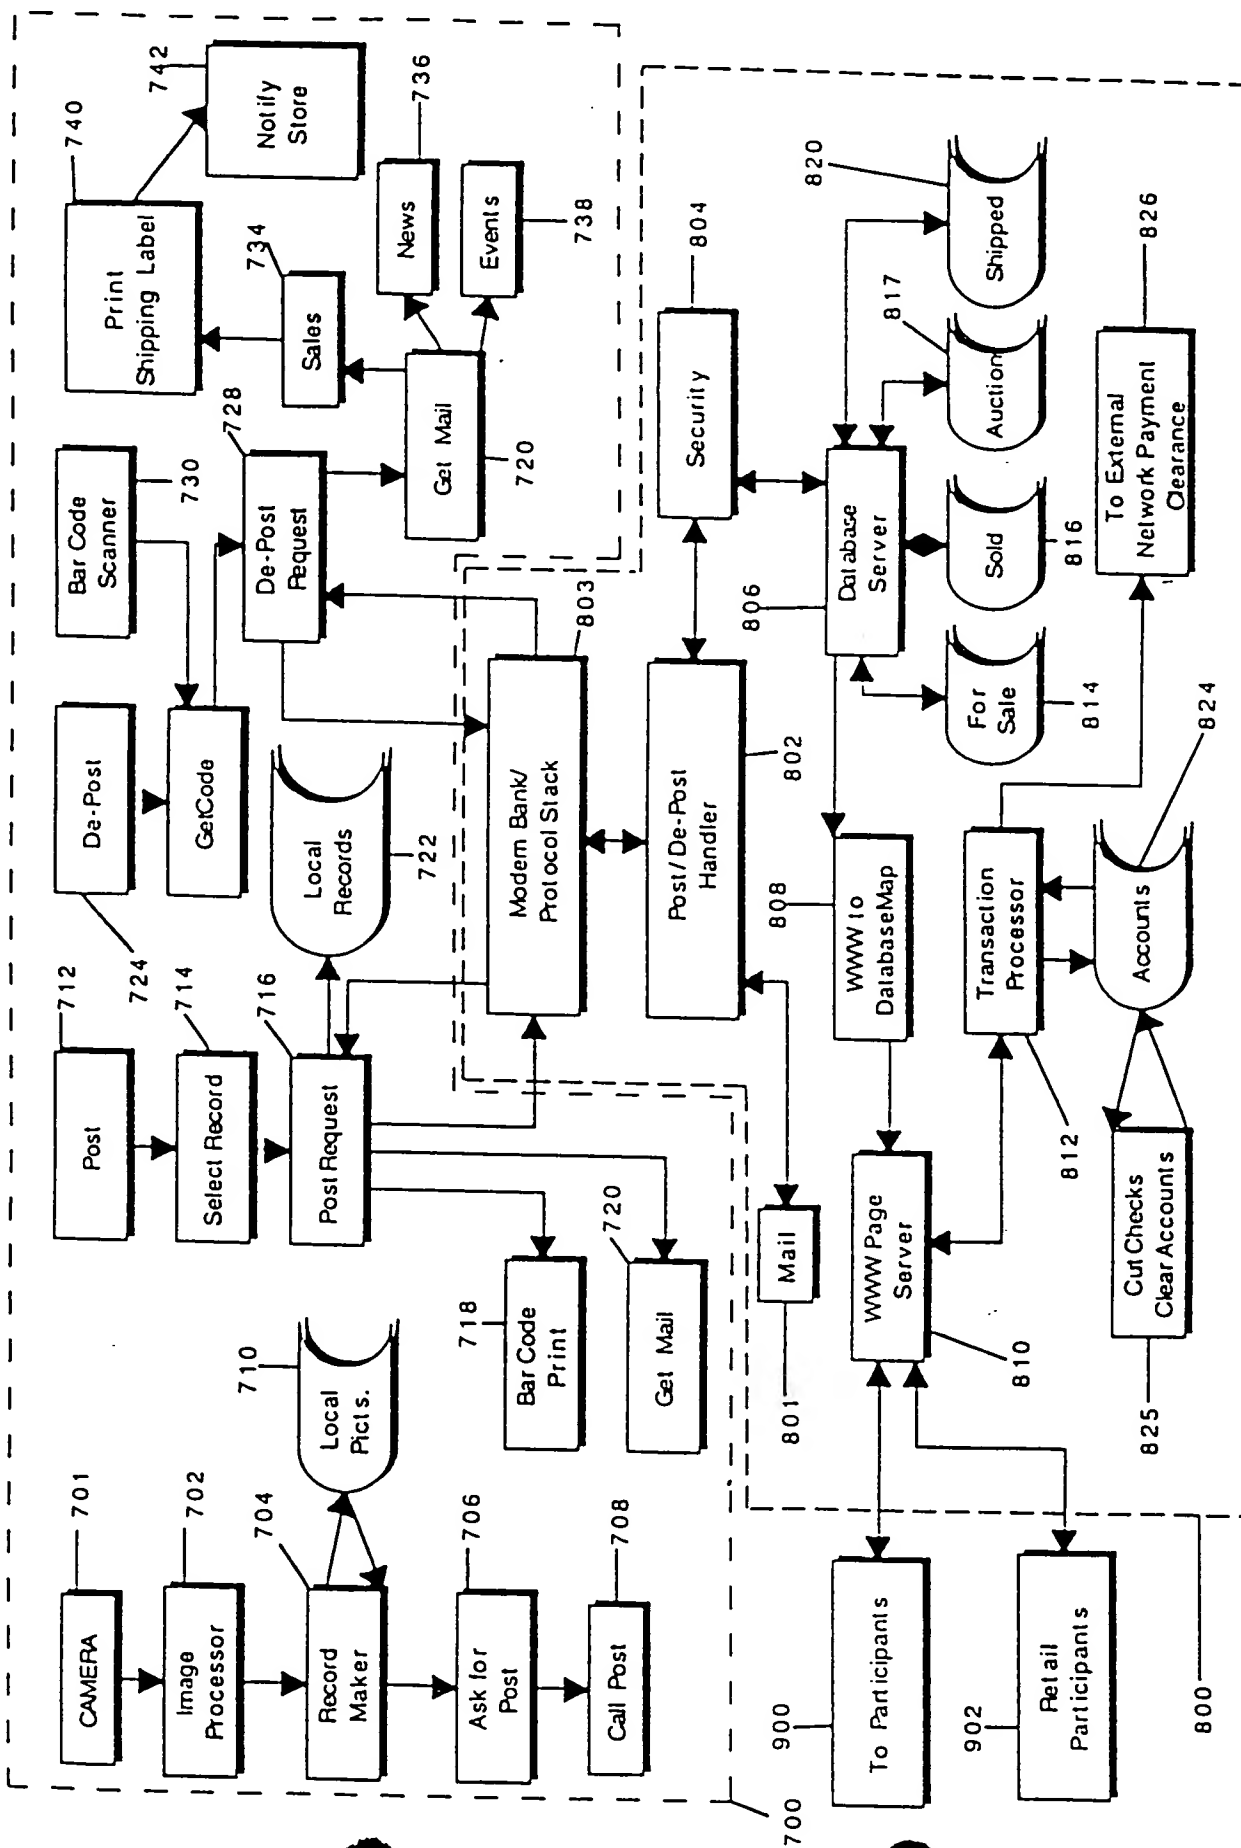 CAMERA
701
Image
Processor
702
Record
Maker
704
Local
Picts.
710
Ask for
Post
706
Call Post
708
700
Post
712
Select Record
714
Post Request
716
Local
Records
722
Bar Code
Print
718
Get Mail
720
De-Post
724
GetCode
Bar Code
Scanner
730
De-Post
Request
728
Get Mail
720
Sales
734
News
736
Events
738
Print
Shipping Label
740
Notify
Store
742
Modem Bank/
Protocol Stack
803
Post/De-Post
Handler
802
Security
804
Mail
801
Database
Server
806
For
Sale
814
Sold
816
Auction
817
Shipped
820
WWW to
DatabaseMap
808
WWW Page
Server
810
Transaction
Processor
812
Accounts
824
Cut Checks
Clear Accounts
825
To External
Network Payment
Clearance
826
To Participants
900
Retail
Participants
902
800